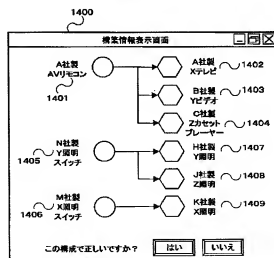 1400
構築情報表示画面
A社製
AVリモコン
1401
A社製
Xテレビ
1402
B社製
Yビデオ
1403
C社製
Zカセット
プレーヤー
1404
N社製
Y照明
スイッチ
1405
H社製
Y照明
1407
J社製
Z照明
1408
M社製
X照明
スイッチ
1406
K社製
X照明
1409
この構成で正しいですか?
はい
いいえ